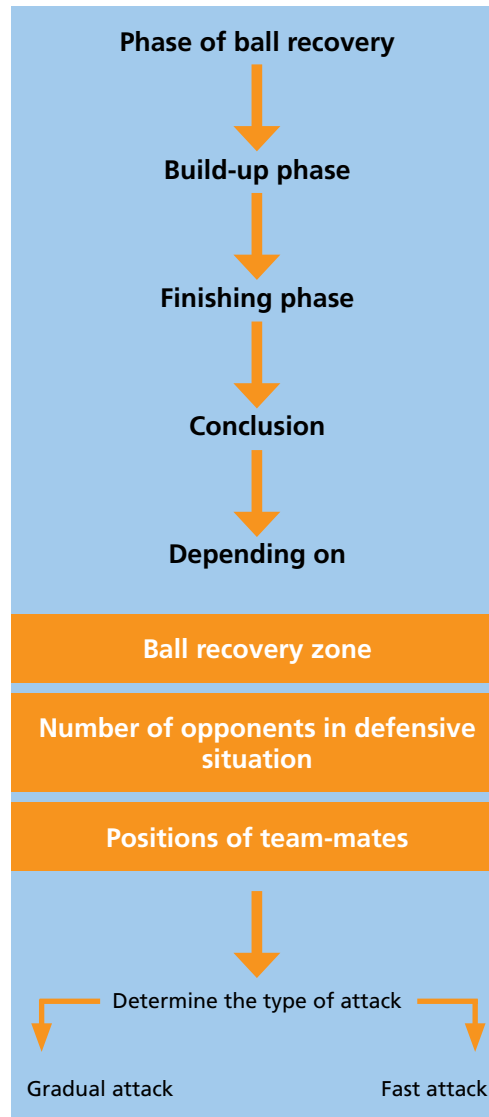 Phase of ball recovery
Build-up phase
Finishing phase
Conclusion
Depending on
Ball recovery zone
Number of opponents in defensive
situation
Positions of team-mates
Determine the type of attack
Gradual attack
Fast attack